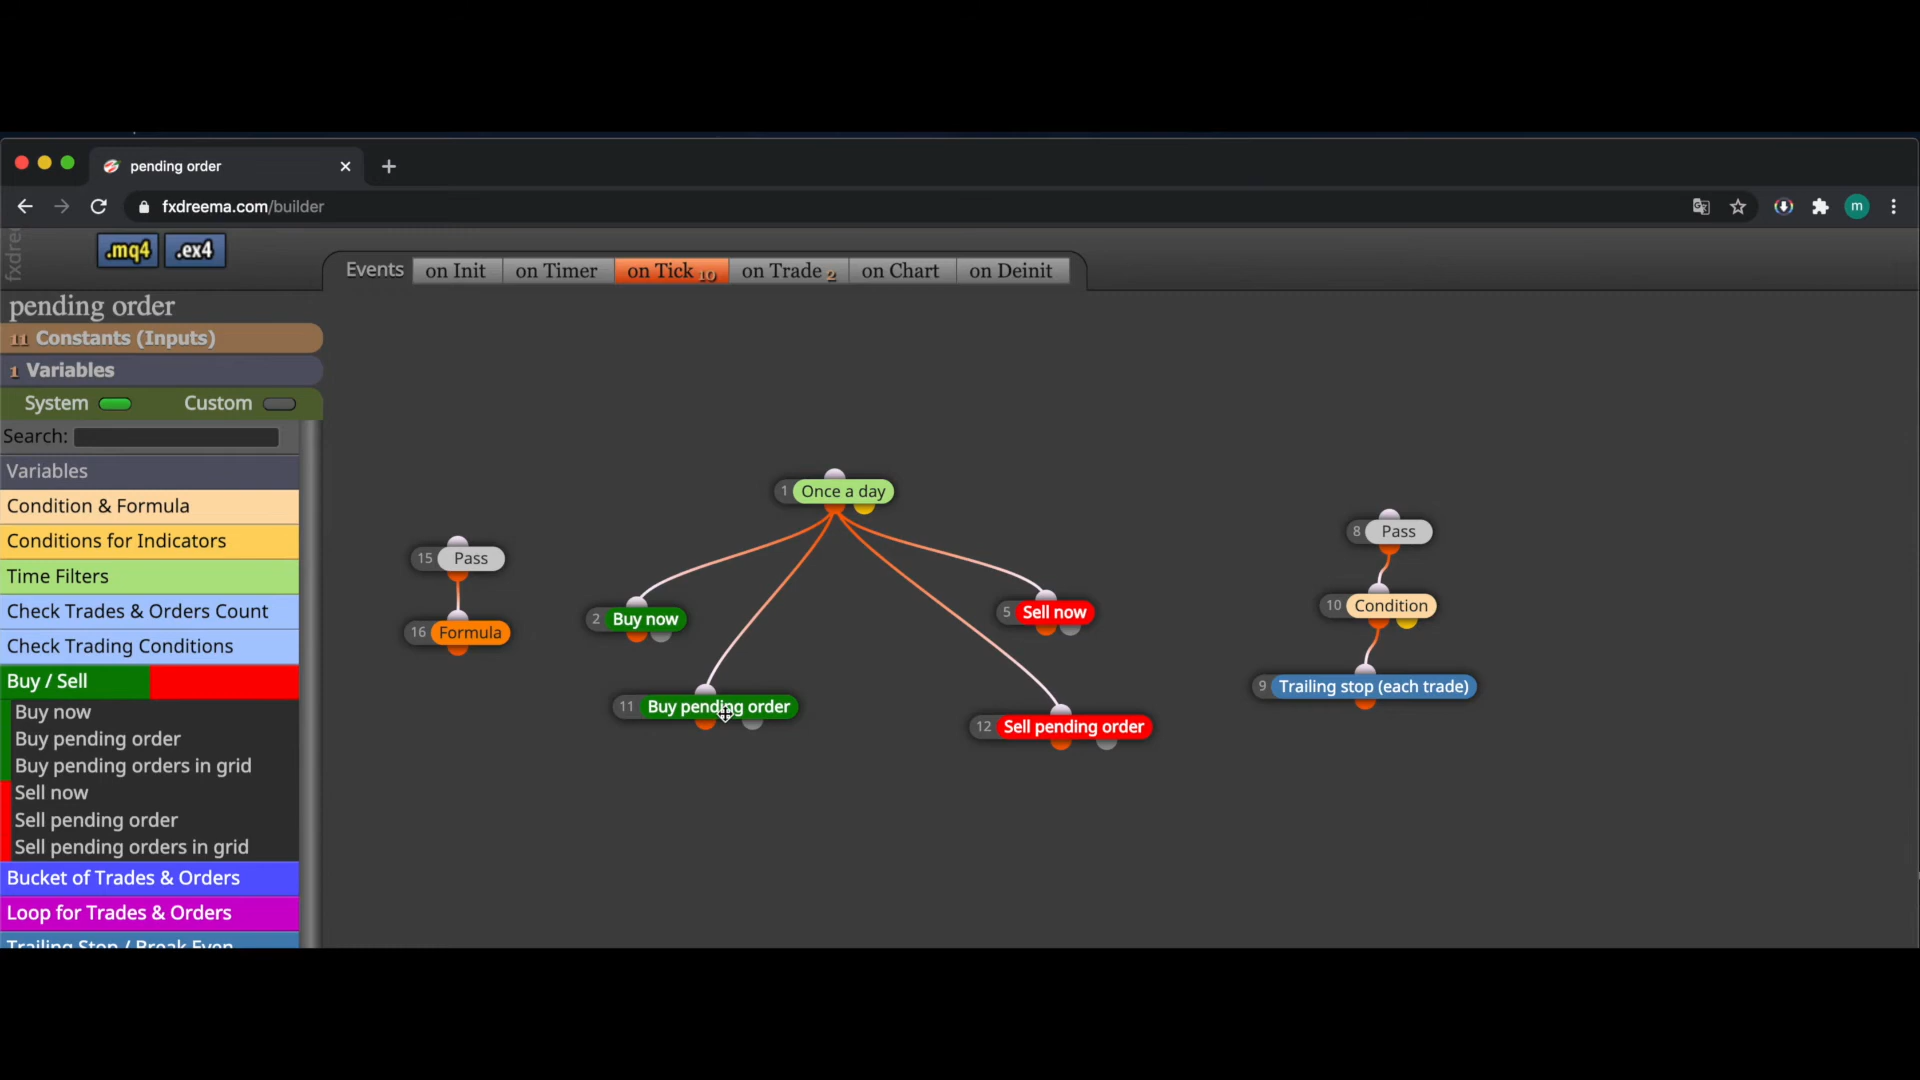 pending order
fxdreema.com/builder
m
fxdree
.mq4 .ex4
Events on Init on Timer on Tick 10 on Trade 2 on Chart on Deinit
pending order
11 Constants (Inputs)
1 Variables
System Custom
Search:
Variables
Condition & Formula
Conditions for Indicators
Time Filters
Check Trades & Orders Count
Check Trading Conditions
Buy / Sell
Buy now
Buy pending order
Buy pending orders in grid
Sell now
Sell pending order
Sell pending orders in grid
Bucket of Trades & Orders
Loop for Trades & Orders
Trailing Stop / Break Even
1 Once a day
15 Pass
16 Formula
2 Buy now
5 Sell now
11 Buy pending order
12 Sell pending order
8 Pass
10 Condition
9 Trailing stop (each trade)